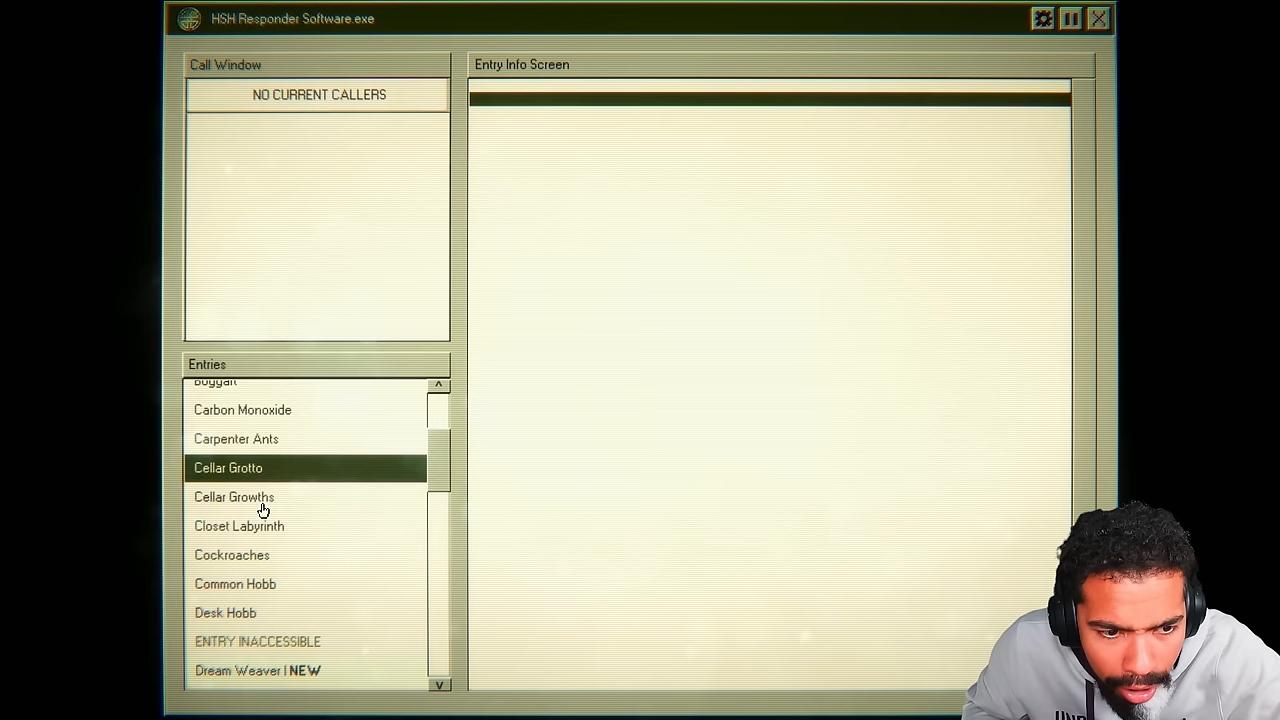 HSH Responder Software.exe
Call Window
NO CURRENT CALLERS
Entry Info Screen
Entries
Boggart
Carbon Monoxide
Carpenter Ants
Cellar Grotto
Cellar Growths
Closet Labyrinth
Cockroaches
Common Hobb
Desk Hobb
ENTRY INACCESSIBLE
Dream Weaver | NEW